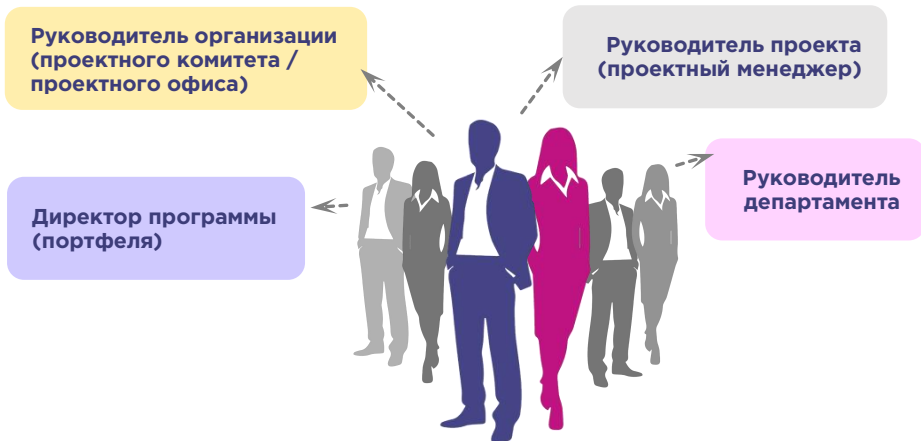 Руководитель организации
(проектного комитета /
проектного офиса)
Руководитель проекта
(проектный менеджер)
Директор программы
(портфеля)
Руководитель
департамента